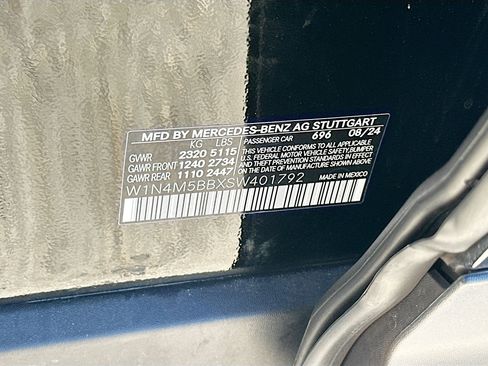 MFD BY MERCEDES-BENZ AG STUTTGART
KG LBS PASSENGER CAR 696 08/24
GVWR 2320 5115 THIS VEHICLE CONFORMS TO ALL APPLICABLE
GAWR FRONT 1240 2734 U.S. FEDERAL MOTOR VEHICLE SAFETY, BUMPER
GAWR REAR 1110 2447 AND THEFT PREVENTION STANDARDS IN EFFECT
ON THE DATE OF MANUFACTURE SHOWN ABOVE.
W1N4M5BBXSW401792 MADE IN MEXICO